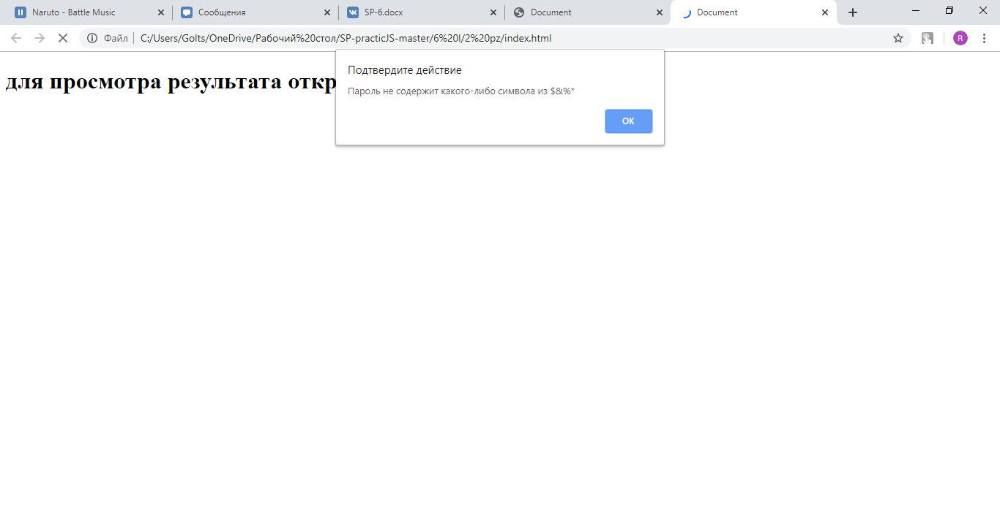 Naruto - Battle Music
Сообщения
SP-6.docx
Document
Document
Файл
C:/Users/Golts/OneDrive/Рабочий%20стол/SP-practicJS-master/6%20l/2%20pz/index.html
R
Подтвердите действие
для просмотра результата откр
Пароль не содержит какого-либо символа из $&%*
ОК